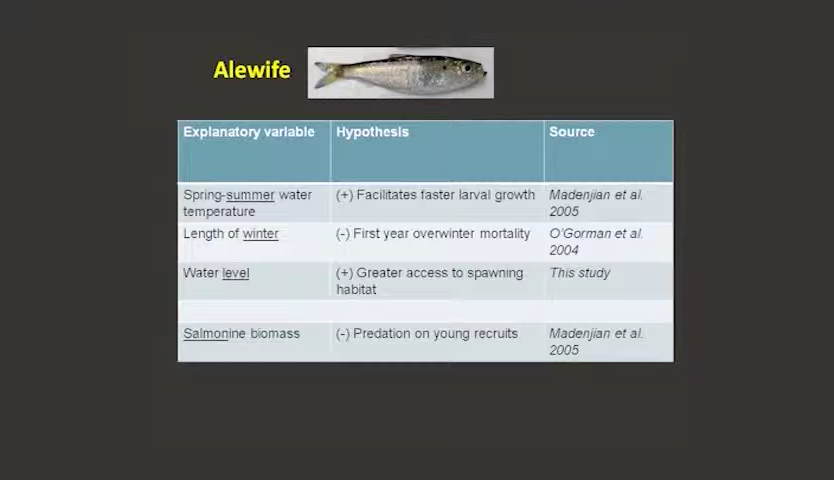 Alewife
Explanatory variable Hypothesis Source
Spring-summer water (+) Facilitates faster larval growth Madenjian et al.
temperature 2005
Length of winter (-) First year overwinter mortality O'Gorman et al.
2004
Water level (+) Greater access to spawning This study
habitat
Salmonine biomass (-) Predation on young recruits Madenjian et al.
2005